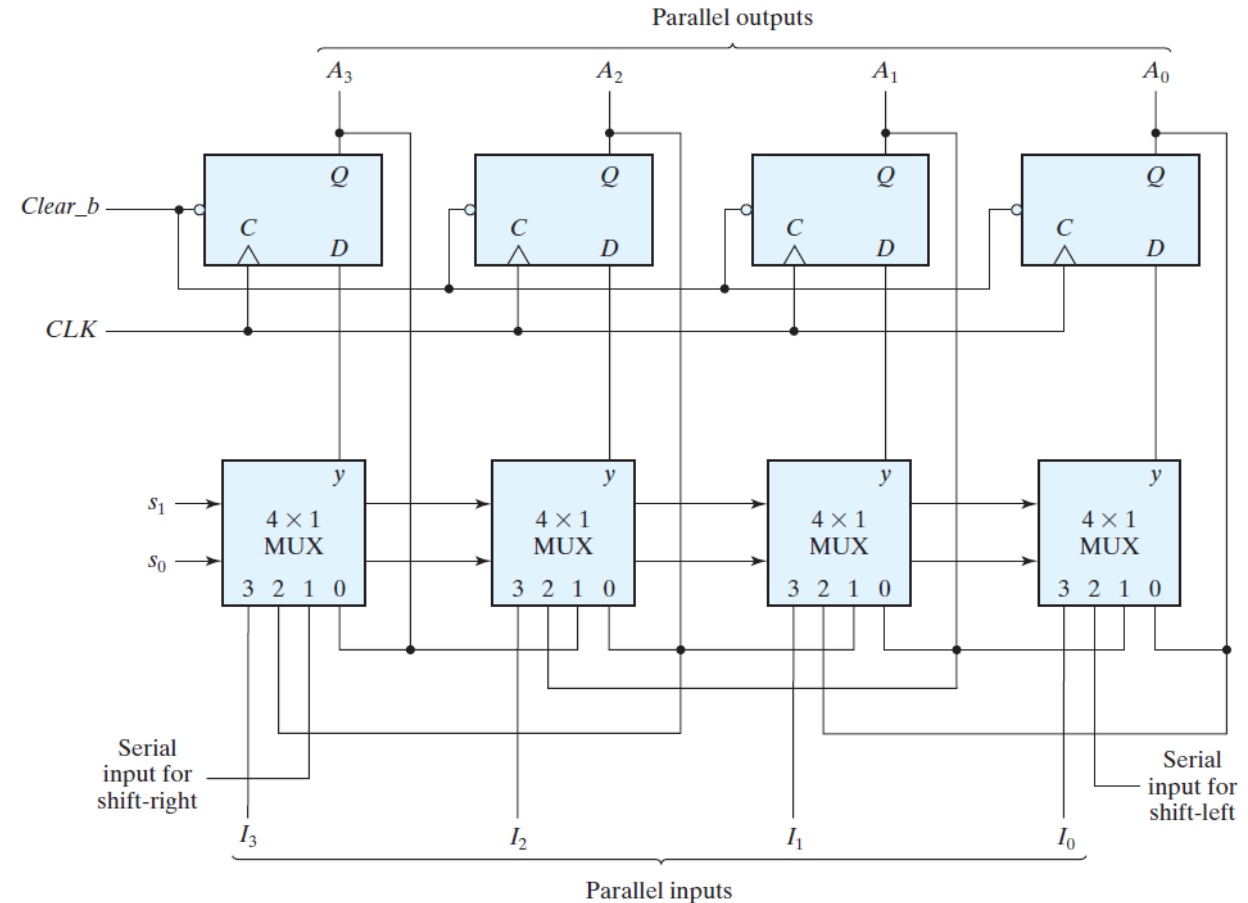 Parallel outputs
A₃ A₂ A₁ A₀
Q Q Q Q
Clear_b
C C C C
D D D D
CLK
y y y y
s₁
4 × 1 4 × 1 4 × 1 4 × 1
MUX MUX MUX MUX
s₀
3 2 1 0 3 2 1 0 3 2 1 0 3 2 1 0
Serial
input for
shift-right
Serial
input for
shift-left
I₃ I₂ I₁ I₀
Parallel inputs